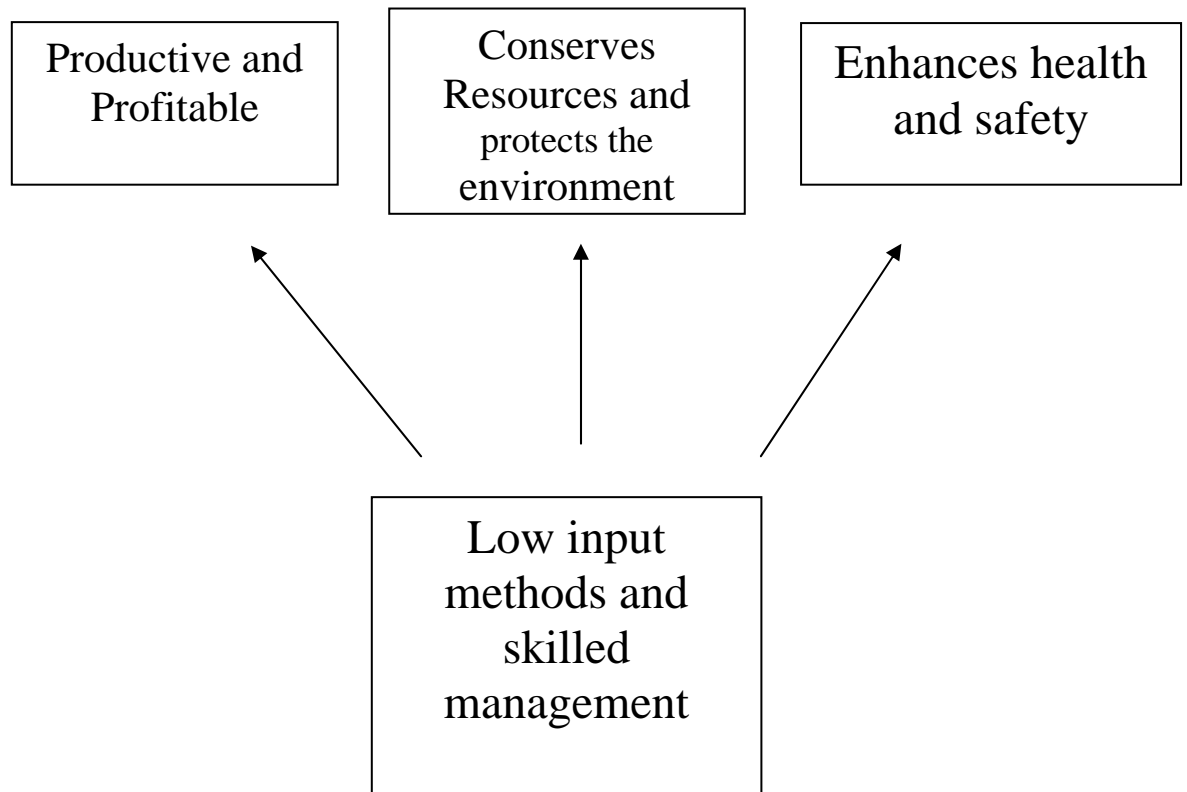 Productive and
Profitable
Conserves
Resources and
protects the
environment
Enhances health
and safety
Low input
methods and
skilled
management